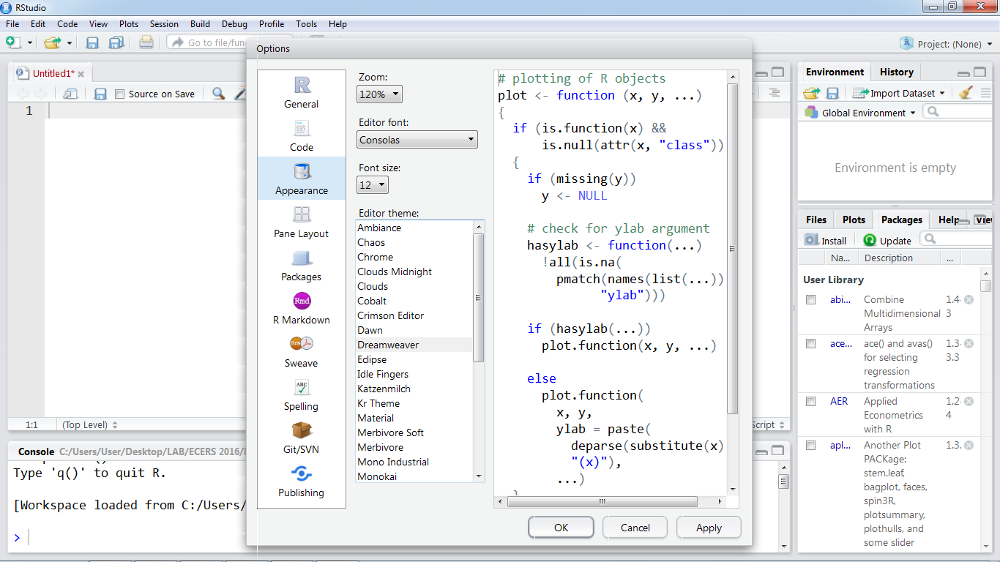 RStudio
File Edit Code View Plots Session Build Debug Profile Tools Help
Go to file/func
Project: (None)
Untitled1*
Source on Save
1
1:1 (Top Level)
Script
Console C:/Users/User/Desktop/LAB/ECERS 2016/
Type 'q()' to quit R.
[Workspace loaded from C:/Users/
>
Options
General
Code
Appearance
Pane Layout
Packages
Rmd
R Markdown
Sweave
ABC
Spelling
Git/SVN
Publishing
Zoom:
120%
Editor font:
Consolas
Font size:
12
Editor theme:
Ambiance
Chaos
Chrome
Clouds Midnight
Clouds
Cobalt
Crimson Editor
Dawn
Dreamweaver
Eclipse
Idle Fingers
Katzenmilch
Kr Theme
Material
Merbivore Soft
Merbivore
Mono Industrial
Monokai
# plotting of R objects
plot <- function (x, y, ...)
{
if (is.function(x) &&
is.null(attr(x, "class"))
{
if (missing(y))
y <- NULL
# check for ylab argument
hasylab <- function(...)
!all(is.na(
pmatch(names(list(...))
"ylab")))
if (hasylab(...))
plot.function(x, y, ...)
else
plot.function(
x, y,
ylab = paste(
deparse(substitute(x)
"(x)"),
...)
OK Cancel Apply
Environment History
Import Dataset
Global Environment
Environment is empty
Files Plots Packages Help
Install Update
Na... Description ...
User Library
abi... Combine 1.4-
Multidimensional 3
Arrays
ace... ace() and avas() 1.3-
for selecting 3.3
regression
transformations
AER Applied 1.2-
Econometrics 4
with R
apl... Another Plot 1.3.
PACKage:
stem.leaf,
bagplot, faces,
spin3R,
plotsummary,
plothulls, and
some slider